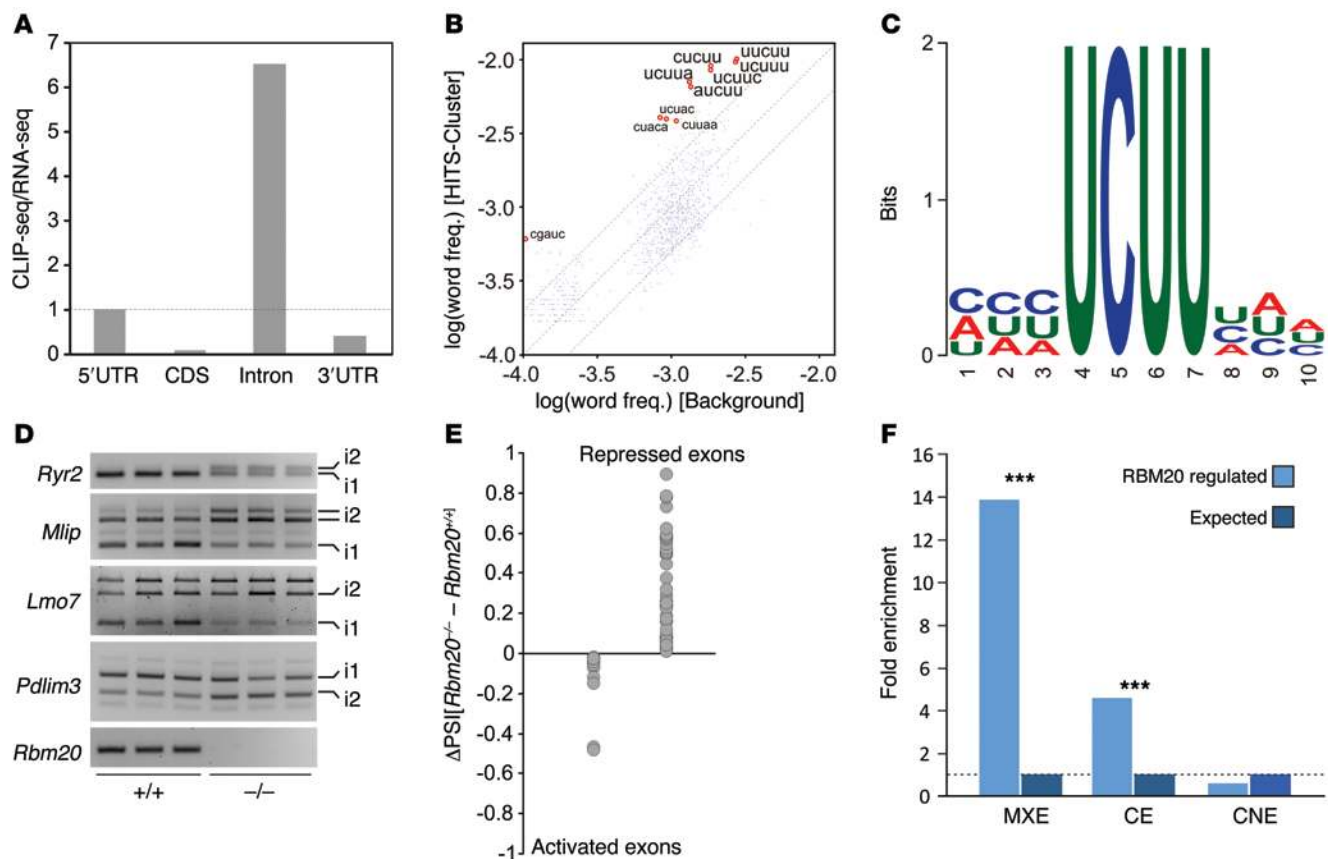 A
CLIP-seq/RNA-seq
7
6
5
4
3
2
1
0
5′UTR CDS Intron 3′UTR
B
log(word freq.) [HITS-Cluster]
-2.0
-2.5
-3.0
-3.5
-4.0
cucuu
uucuu
ucuuu
ucuua
ucuuc
aucuu
ucuac
cuaca
cuuaa
cgauc
-4.0 -3.5 -3.0 -2.5 -2.0
log(word freq.) [Background]
C
Bits
2
1
0
C C C U C U U U A A
A U U C U U
U A A A C C
1 2 3 4 5 6 7 8 9 10
D
Ryr2
i2
i1
Mlip
i2
i1
Lmo7
i2
i1
Pdlim3
i1
i2
Rbm20
+/+ –/–
E
ΔPSI[Rbm20–/– – Rbm20+/+]
1
0.8
0.6
0.4
0.2
0
-0.2
-0.4
-0.6
-0.8
-1
Repressed exons
Activated exons
F
Fold enrichment
16
14
12
10
8
6
4
2
0
***
***
RBM20 regulated
Expected
MXE CE CNE